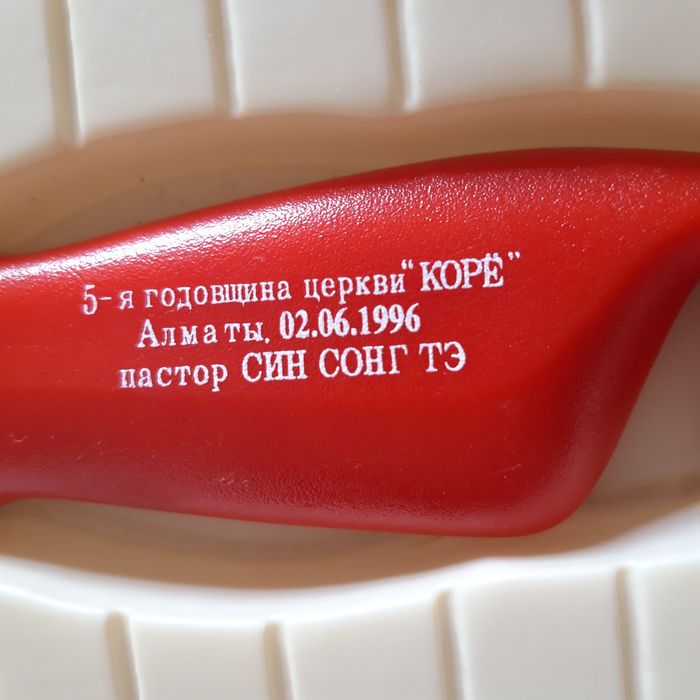 5-я годовщина церкви “КОРЁ”
Алматы. 02.06.1996
пастор СИН СОНГ ТЭ